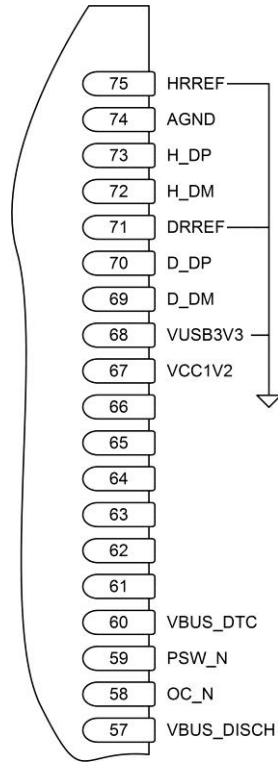 75 HRREF
74 AGND
73 H_DP
72 H_DM
71 DRREF
70 D_DP
69 D_DM
68 VUSB3V3
67 VCC1V2
66
65
64
63
62
61
60 VBUS_DTC
59 PSW_N
58 OC_N
57 VBUS_DISCH